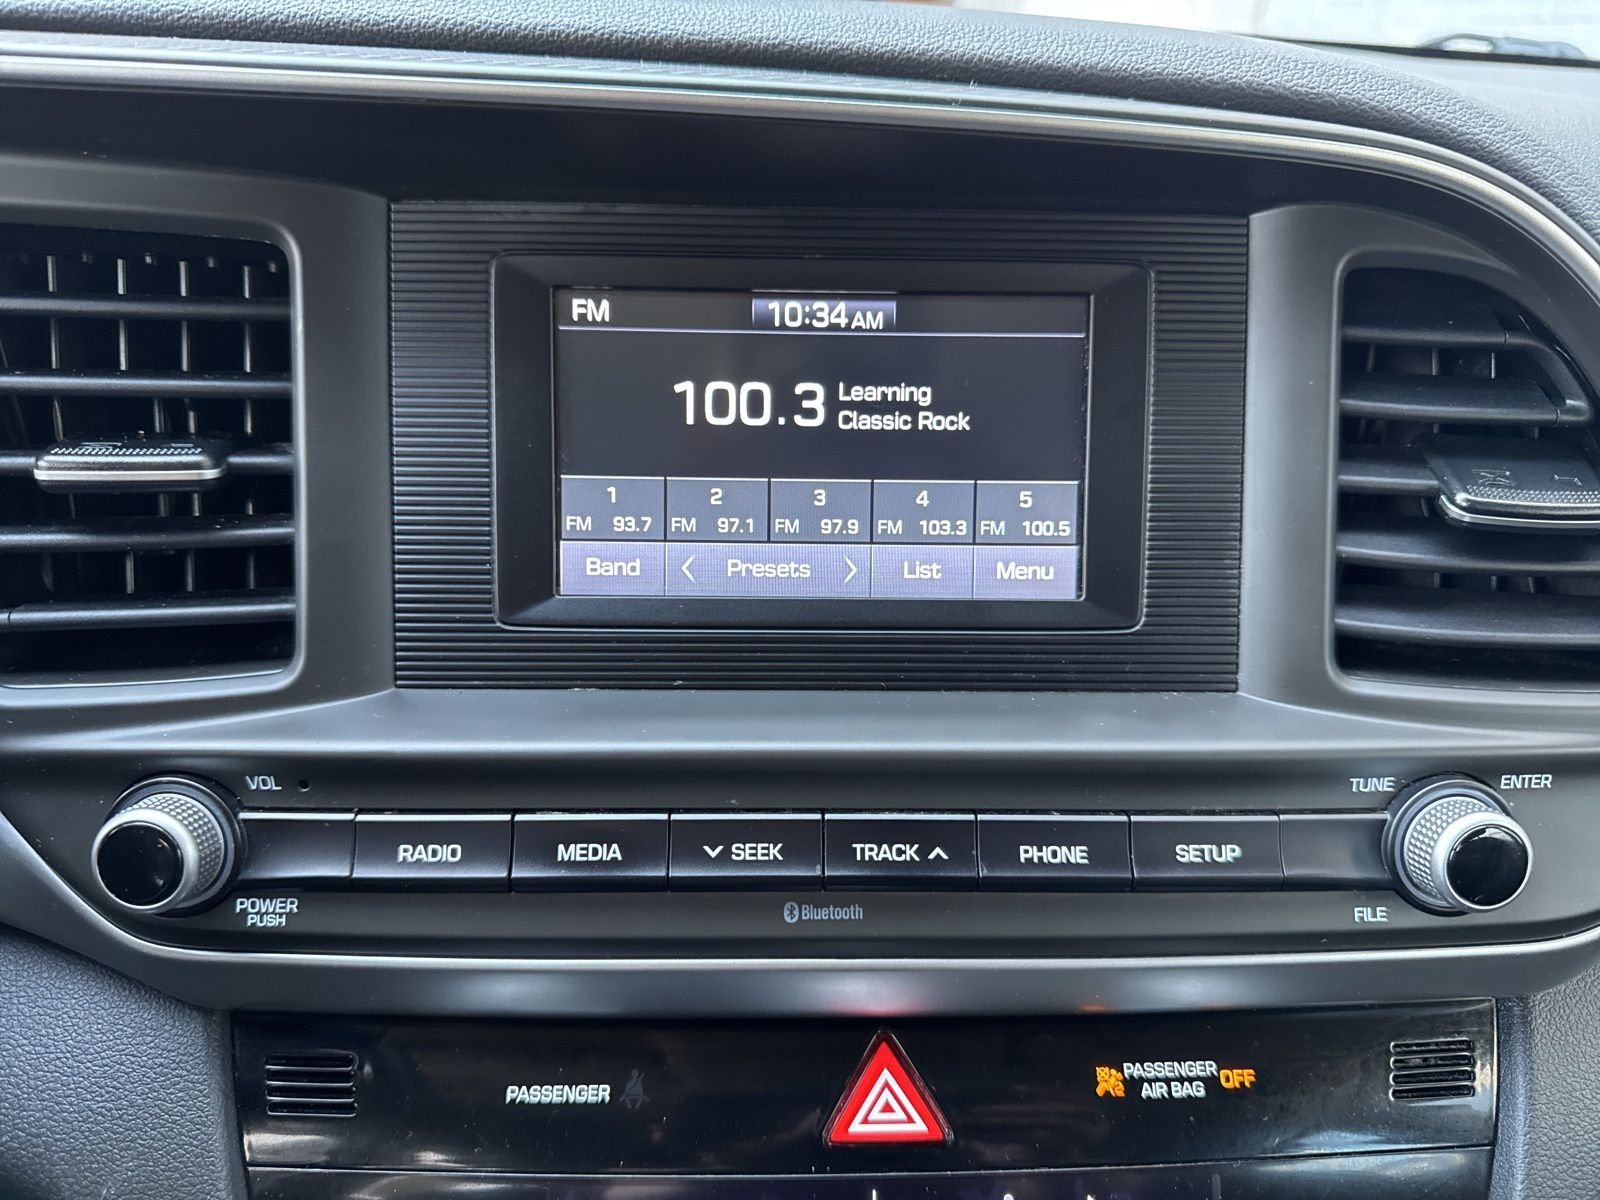 FM 10:34 AM
100.3 Learning
Classic Rock
1 2 3 4 5
FM 93.7 FM 97.1 FM 97.9 FM 103.3 FM 100.5
Band < Presets > List Menu
VOL TUNE ENTER
RADIO MEDIA SEEK TRACK PHONE SETUP
POWER
PUSH
Bluetooth FILE
PASSENGER
PASSENGER
AIR BAG OFF